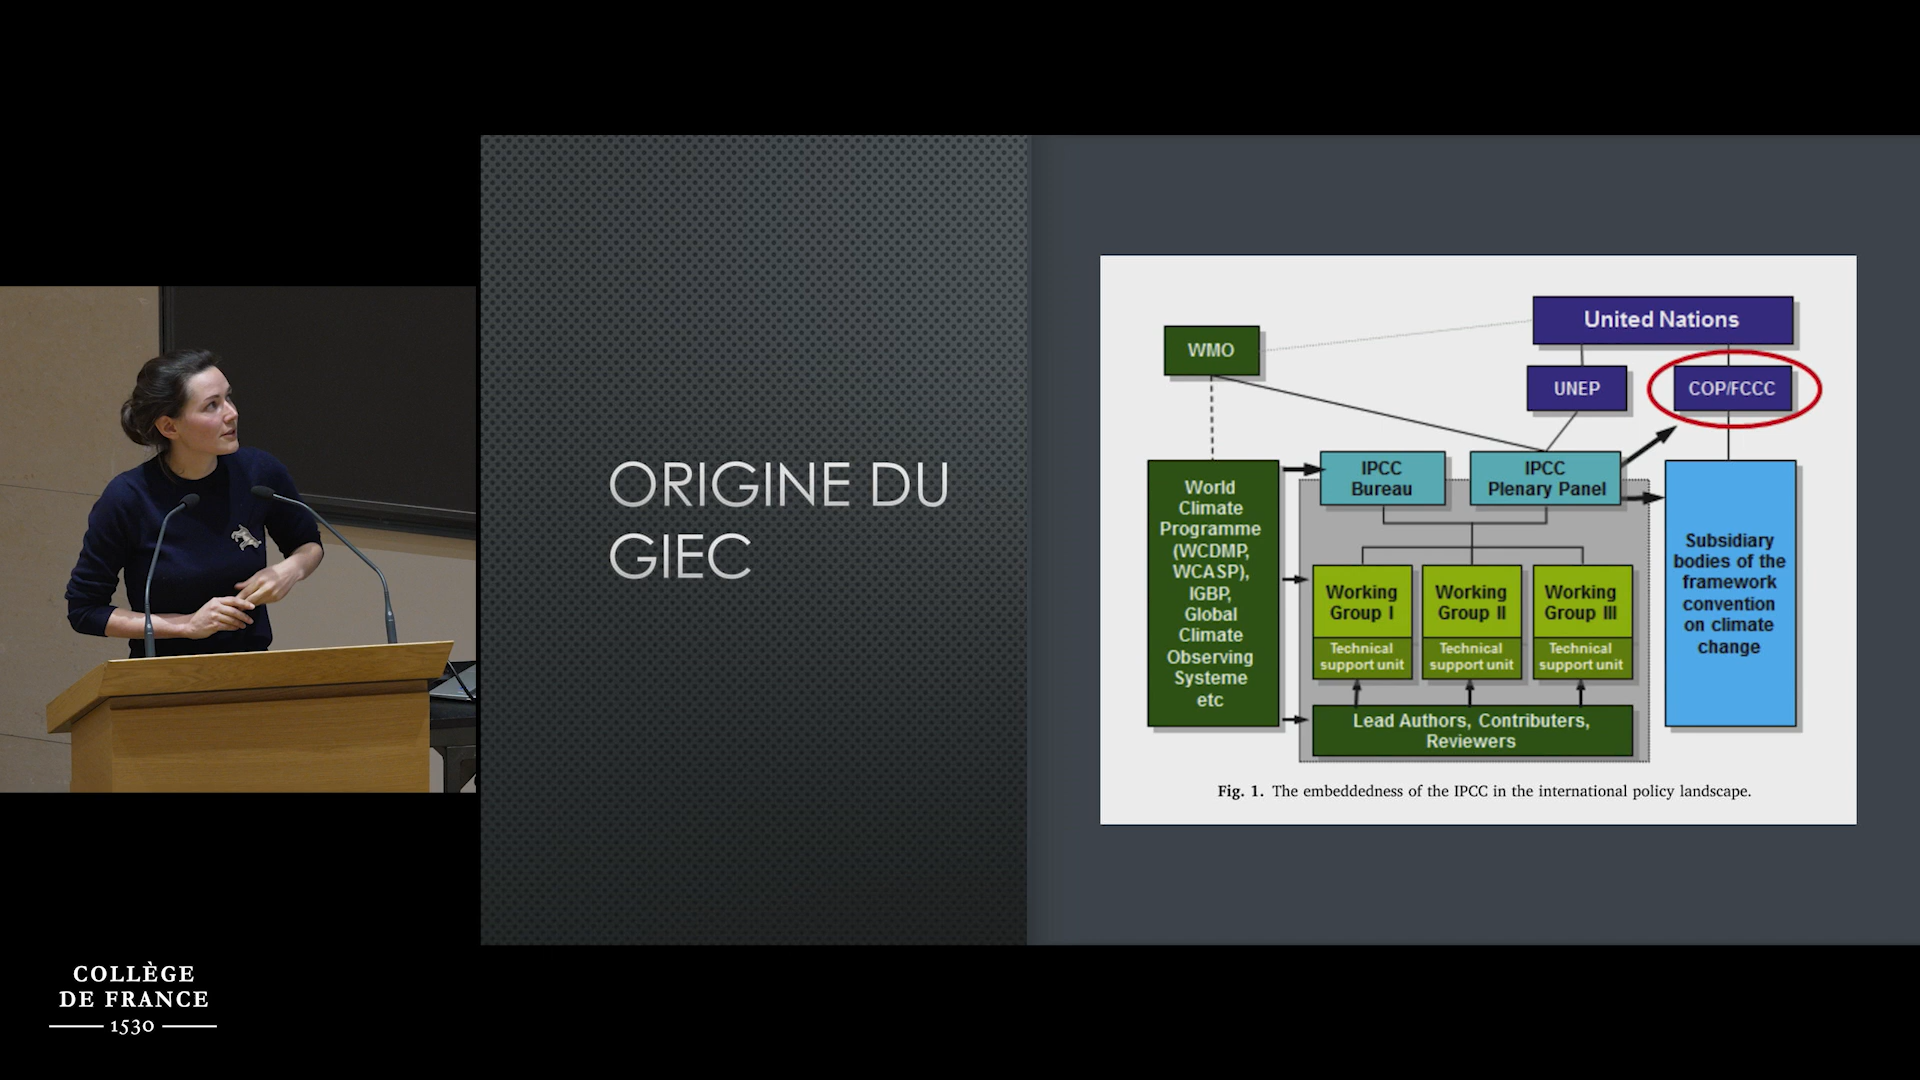 ORIGINE DU
GIEC
United Nations
WMO
UNEP
COP/FCCC
IPCC
Bureau
IPCC
Plenary Panel
World
Climate
Programme
(WCDMP,
WCASP),
IGBP,
Global
Climate
Observing
Systeme
etc
Working
Group I
Technical
support unit
Working
Group II
Technical
support unit
Working
Group III
Technical
support unit
Lead Authors, Contributers,
Reviewers
Subsidiary
bodies of the
framework
convention
on climate
change
Fig. 1. The embeddedness of the IPCC in the international policy landscape.
COLLÈGE
DE FRANCE
1530